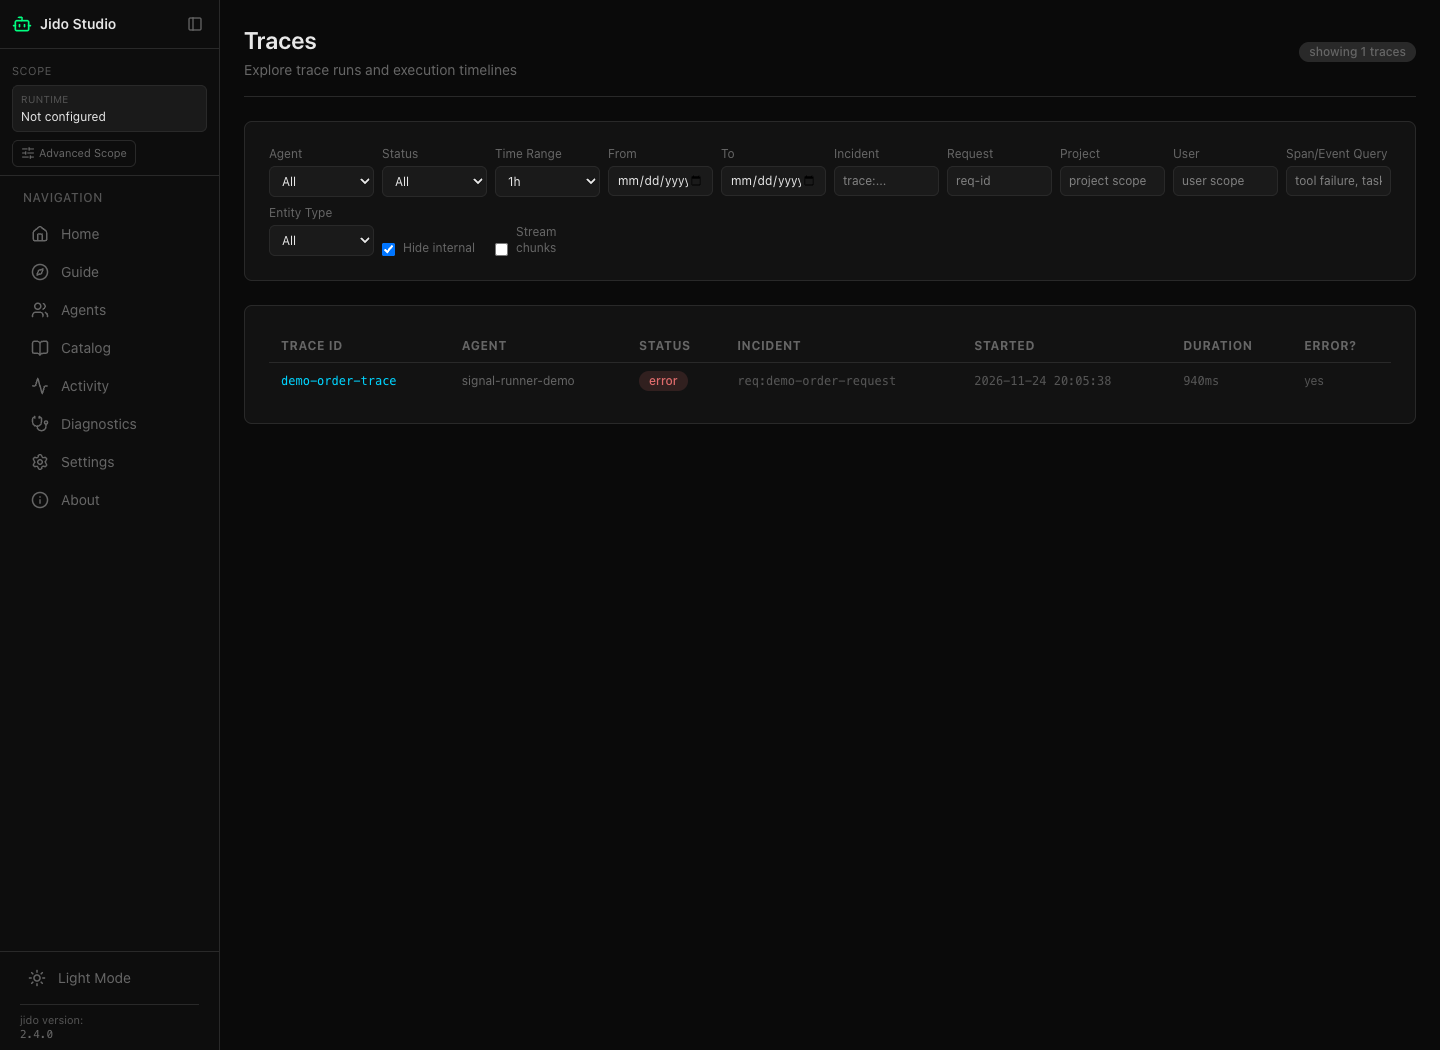 Jido Studio
SCOPE
RUNTIME
Not configured
Advanced Scope
NAVIGATION
Home
Guide
Agents
Catalog
Activity
Diagnostics
Settings
About
Light Mode
jido version:
2.4.0
Traces
Explore trace runs and execution timelines
showing 1 traces
Agent Status Time Range From To Incident Request Project User Span/Event Query
All All 1h mm/dd/yyyy mm/dd/yyyy trace:... req-id project scope user scope tool failure, task
Entity Type
All Hide internal Stream
chunks
TRACE ID AGENT STATUS INCIDENT STARTED DURATION ERROR?
demo-order-trace signal-runner-demo error req:demo-order-request 2026-11-24 20:05:38 940ms yes